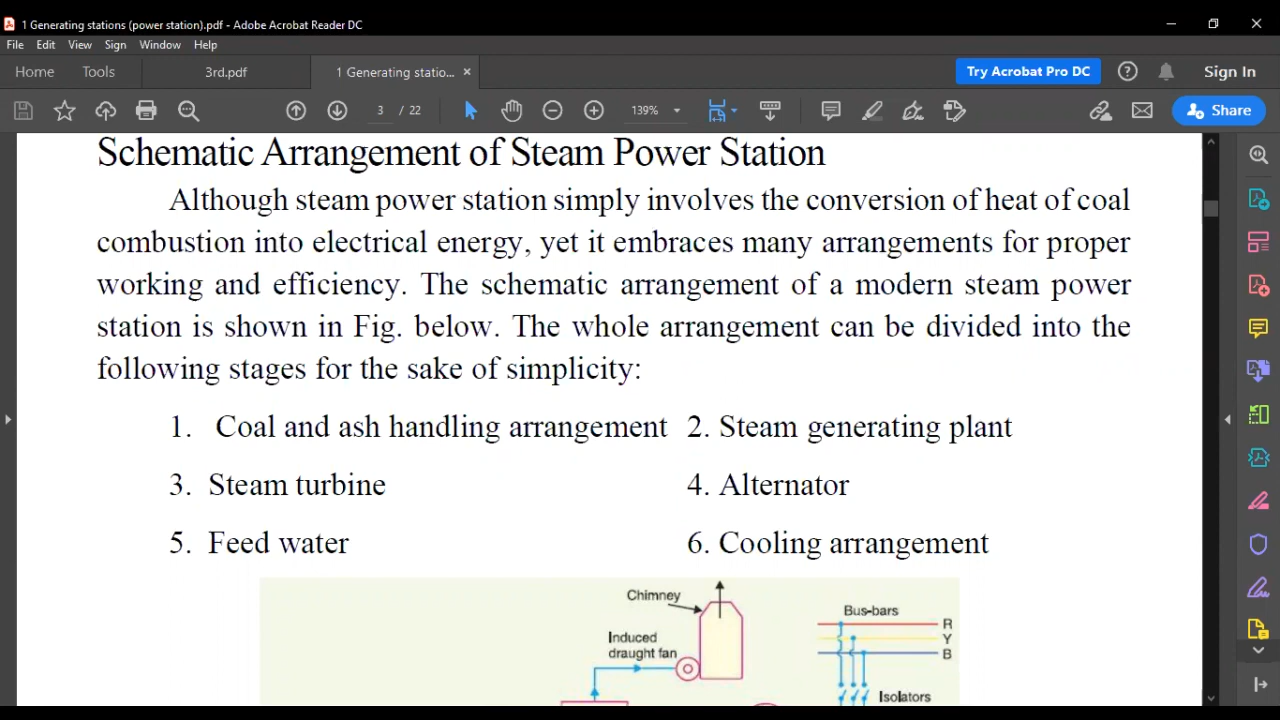 1 Generating stations (power station).pdf - Adobe Acrobat Reader DC
File Edit View Sign Window Help
Home Tools 3rd.pdf 1 Generating statio... × Try Acrobat Pro DC Sign In
3 / 22 139% Share
Schematic Arrangement of Steam Power Station
Although steam power station simply involves the conversion of heat of coal
combustion into electrical energy, yet it embraces many arrangements for proper
working and efficiency. The schematic arrangement of a modern steam power
station is shown in Fig. below. The whole arrangement can be divided into the
following stages for the sake of simplicity:
1. Coal and ash handling arrangement 2. Steam generating plant
3. Steam turbine 4. Alternator
5. Feed water 6. Cooling arrangement
Chimney
Bus-bars
R
Induced
Y
draught fan
B
Isolators